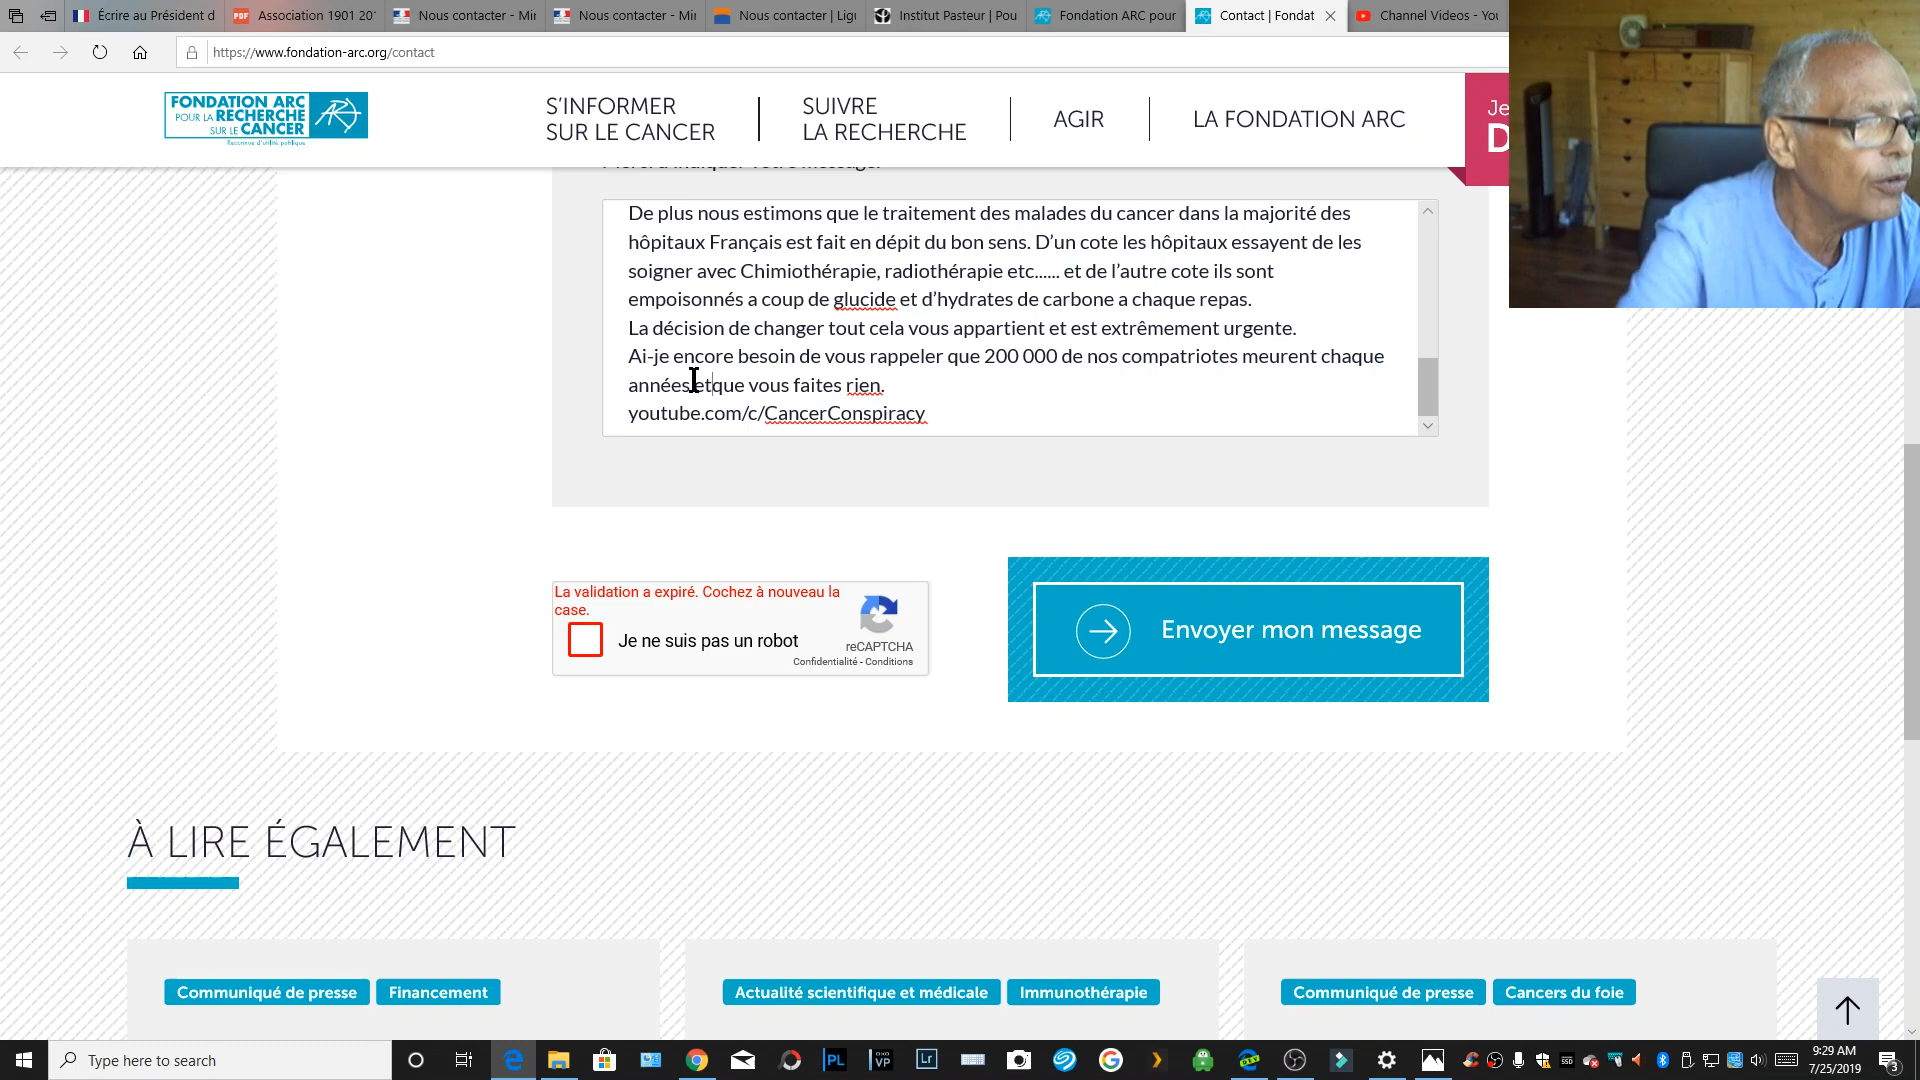 Écrire au Président d
Association 1901 201
Nous contacter - Min
Nous contacter - Min
Nous contacter | Ligu
Institut Pasteur | Pou
Fondation ARC pour
Contact | Fondat
Channel Videos - You
https://www.fondation-arc.org/contact
FONDATION ARC
POUR LA RECHERCHE
SUR LE CANCER
Reconnue d'utilité publique
S'INFORMER
SUR LE CANCER
SUIVRE
LA RECHERCHE
AGIR
LA FONDATION ARC
Je
D
De plus nous estimons que le traitement des malades du cancer dans la majorité des
hôpitaux Français est fait en dépit du bon sens. D'un cote les hôpitaux essayent de les
soigner avec Chimiothérapie, radiothérapie etc...... et de l'autre cote ils sont
empoisonnés a coup de glucide et d'hydrates de carbone a chaque repas.
La décision de changer tout cela vous appartient et est extrêmement urgente.
Ai-je encore besoin de vous rappeler que 200 000 de nos compatriotes meurent chaque
années et que vous faites rien.
youtube.com/c/CancerConspiracy
La validation a expiré. Cochez à nouveau la
case.
Je ne suis pas un robot
reCAPTCHA
Confidentialité - Conditions
Envoyer mon message
À LIRE ÉGALEMENT
Communiqué de presse
Financement
Actualité scientifique et médicale
Immunothérapie
Communiqué de presse
Cancers du foie
Type here to search
9:29 AM
7/25/2019